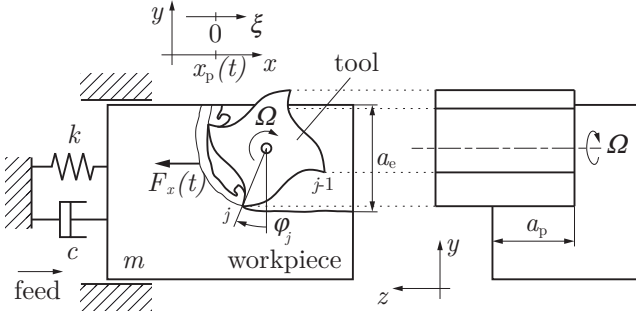 y
ξ
0
x_p(t)
x
tool
k
Ω
a_e
Ω
F_x(t)
j-1
j
φ_j
a_p
c
m
workpiece
y
feed
z